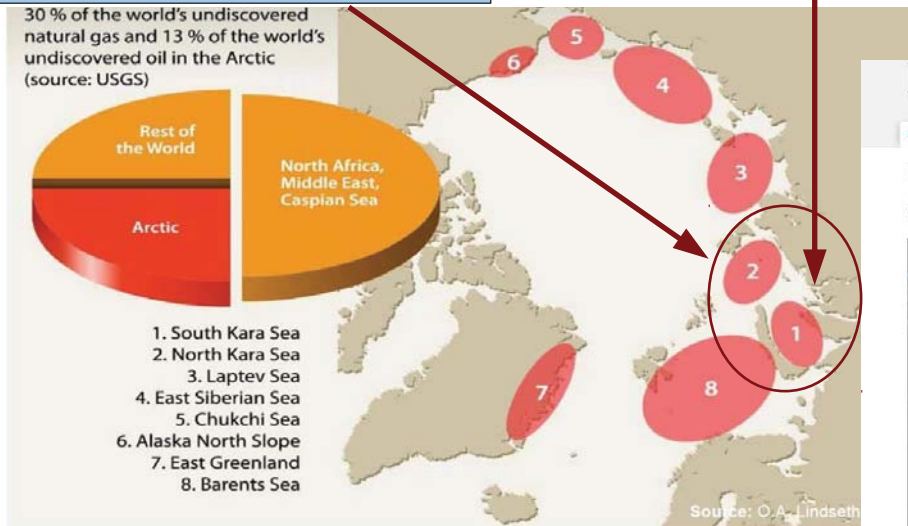 30 % of the world's undiscovered
natural gas and 13 % of the world's
undiscovered oil in the Arctic
(source: USGS)
Rest of
the World
North Africa,
Middle East,
Caspian Sea
Arctic
1. South Kara Sea
2. North Kara Sea
3. Laptev Sea
4. East Siberian Sea
5. Chukchi Sea
6. Alaska North Slope
7. East Greenland
8. Barents Sea
5
6
4
3
2
1
7
8
Source: O.A. Lindseth